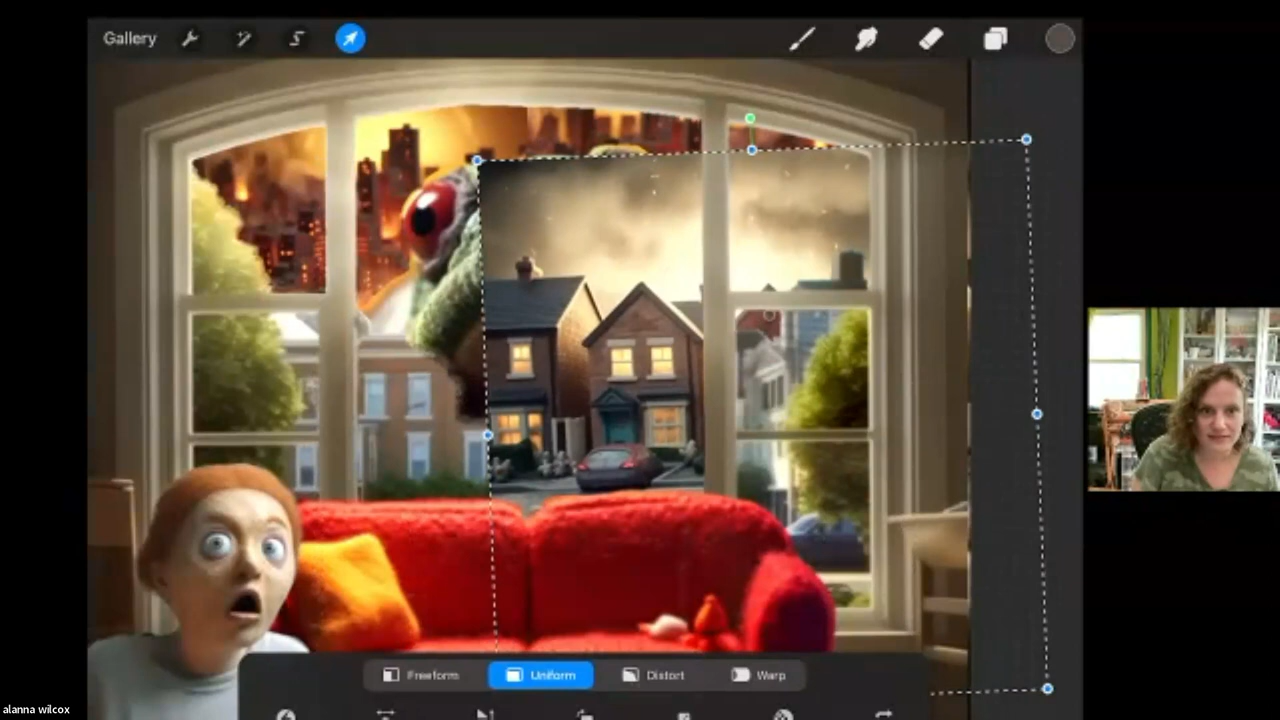 Gallery
Freeform
Uniform
Distort
Warp
alanna wilcox